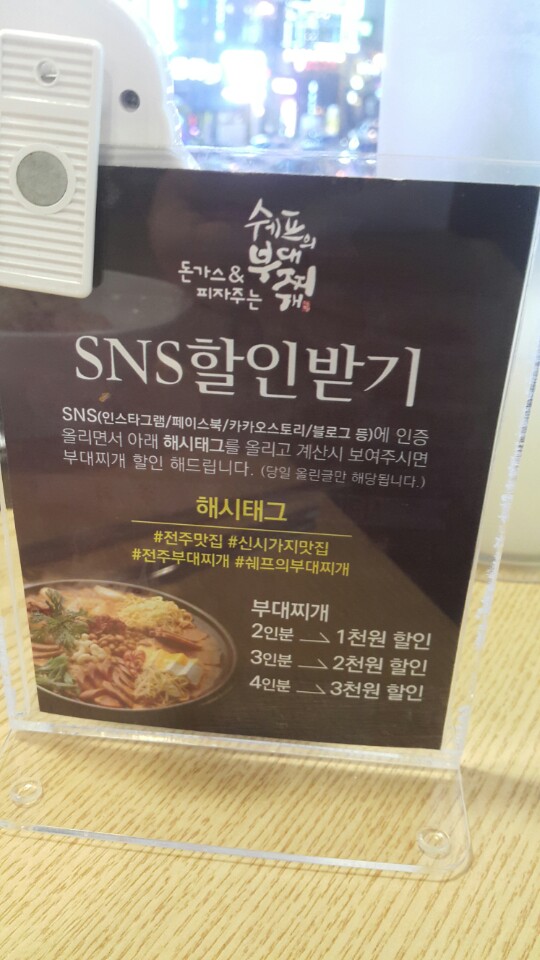 돈가스&
피자주는
쉐프의
부대
찌개
SNS할인받기
SNS(인스타그램/페이스북/카카오스토리/블로그 등)에 인증
올리면서 아래 해시태그를 올리고 계산시 보여주시면
부대찌개 할인 해드립니다. (당일 올린글만 해당됩니다.)
해시태그
#전주맛집 #신시가지맛집
#전주부대찌개 #쉐프의부대찌개
부대찌개
2인분 → 1천원 할인
3인분 → 2천원 할인
4인분 → 3천원 할인